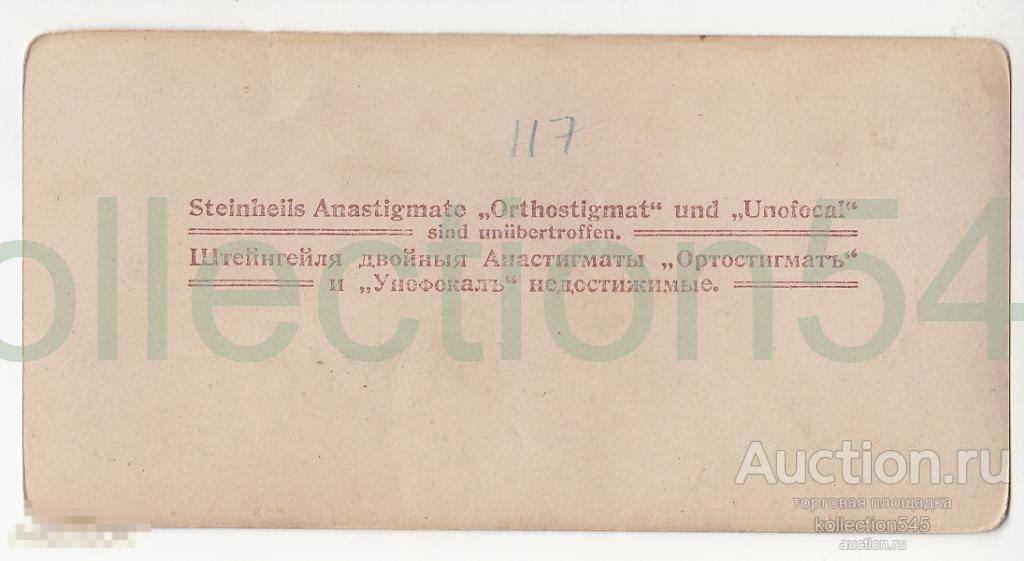 117
Steinheils Anastigmate „Orthostigmat“ und „Unofocal“
sind unübertroffen.
Штейнгейля двойныя Анастигматы „Ортостигматъ“
и „Унофокалъ“ недостижимые.
ollection54
Auction.ru
торговая площадка
kollection545
auction.ru